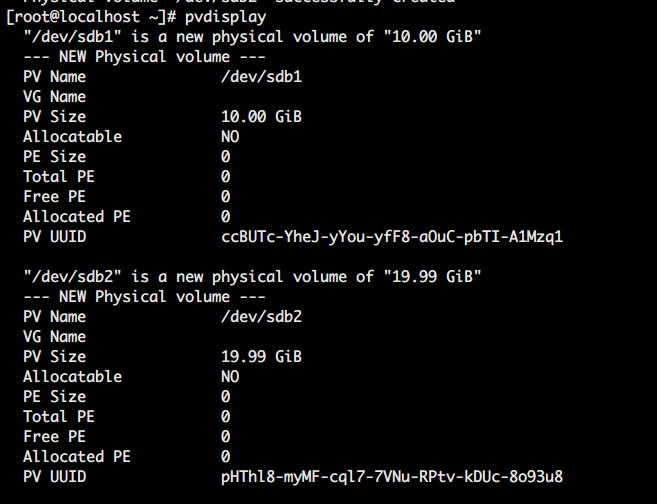 [root@localhost ~]# pvdisplay
"/dev/sdb1" is a new physical volume of "10.00 GiB"
--- NEW Physical volume ---
PV Name /dev/sdb1
VG Name
PV Size 10.00 GiB
Allocatable NO
PE Size 0
Total PE 0
Free PE 0
Allocated PE 0
PV UUID ccBUTc-YheJ-yYou-yfF8-aOuC-pbTI-A1Mzq1
"/dev/sdb2" is a new physical volume of "19.99 GiB"
--- NEW Physical volume ---
PV Name /dev/sdb2
VG Name
PV Size 19.99 GiB
Allocatable NO
PE Size 0
Total PE 0
Free PE 0
Allocated PE 0
PV UUID pHThl8-myMF-cql7-7VNu-RPtv-kDUc-8o93u8